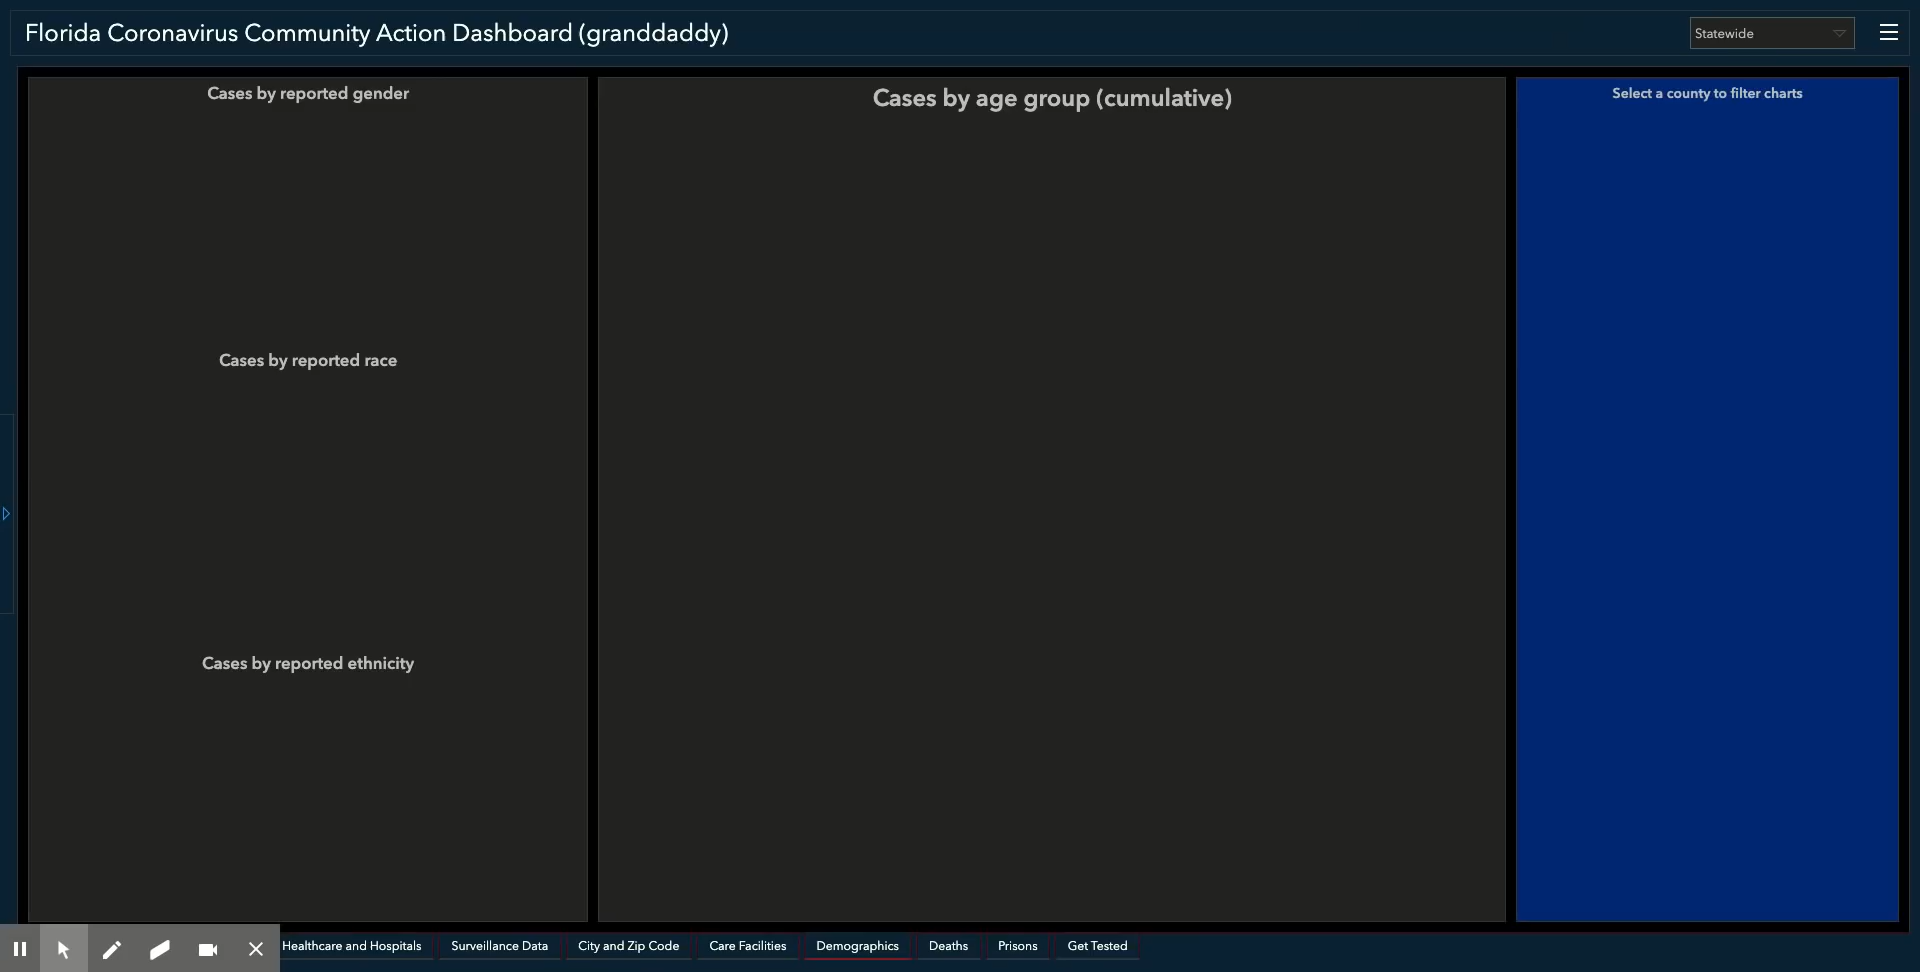 Florida Coronavirus Community Action Dashboard (granddaddy)
Statewide
Cases by reported gender
Cases by age group (cumulative)
Select a county to filter charts
Cases by reported race
Cases by reported ethnicity
Healthcare and Hospitals
Surveillance Data
City and Zip Code
Care Facilities
Demographics
Deaths
Prisons
Get Tested